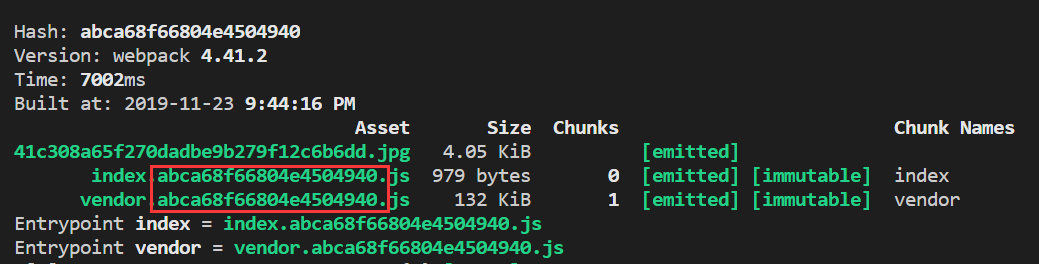 Hash: abca68f66804e4504940
Version: webpack 4.41.2
Time: 7002ms
Built at: 2019-11-23 9:44:16 PM
Asset Size Chunks Chunk Names
41c308a65f270dadbe9b279f12c6b6dd.jpg 4.05 KiB [emitted]
index.abca68f66804e4504940.js 979 bytes 0 [emitted] [immutable] index
vendor.abca68f66804e4504940.js 132 KiB 1 [emitted] [immutable] vendor
Entrypoint index = index.abca68f66804e4504940.js
Entrypoint vendor = vendor.abca68f66804e4504940.js